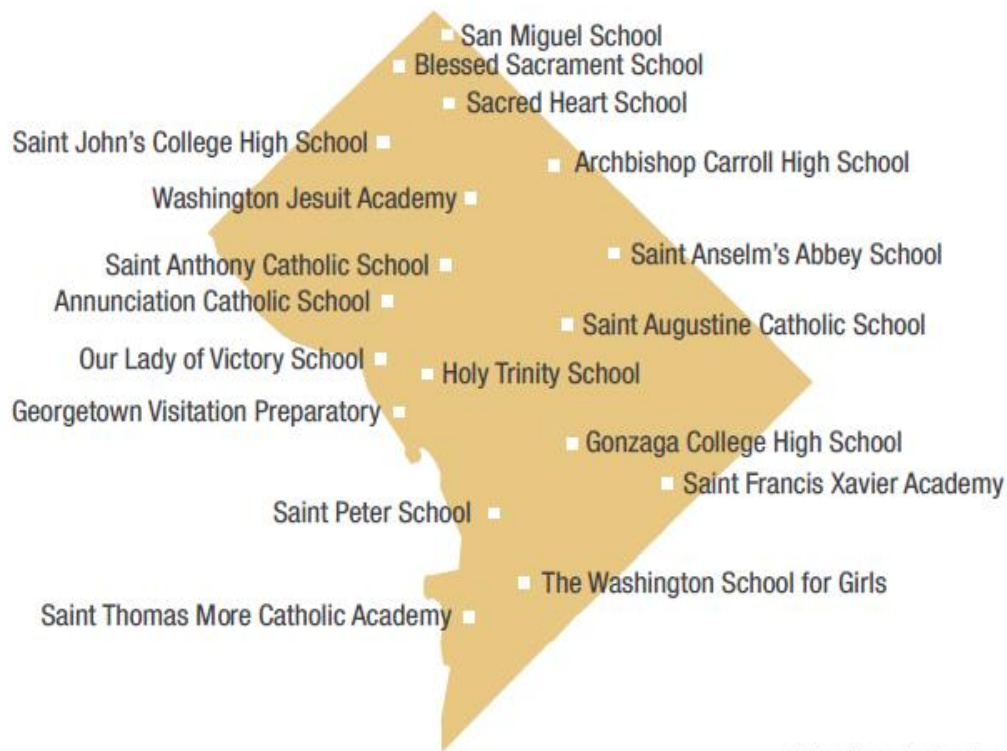 San Miguel School
Blessed Sacrament School
Sacred Heart School
Saint John's College High School
Archbishop Carroll High School
Washington Jesuit Academy
Saint Anselm's Abbey School
Saint Anthony Catholic School
Annunciation Catholic School
Saint Augustine Catholic School
Our Lady of Victory School
Holy Trinity School
Georgetown Visitation Preparatory
Gonzaga College High School
Saint Francis Xavier Academy
Saint Peter School
The Washington School for Girls
Saint Thomas More Catholic Academy